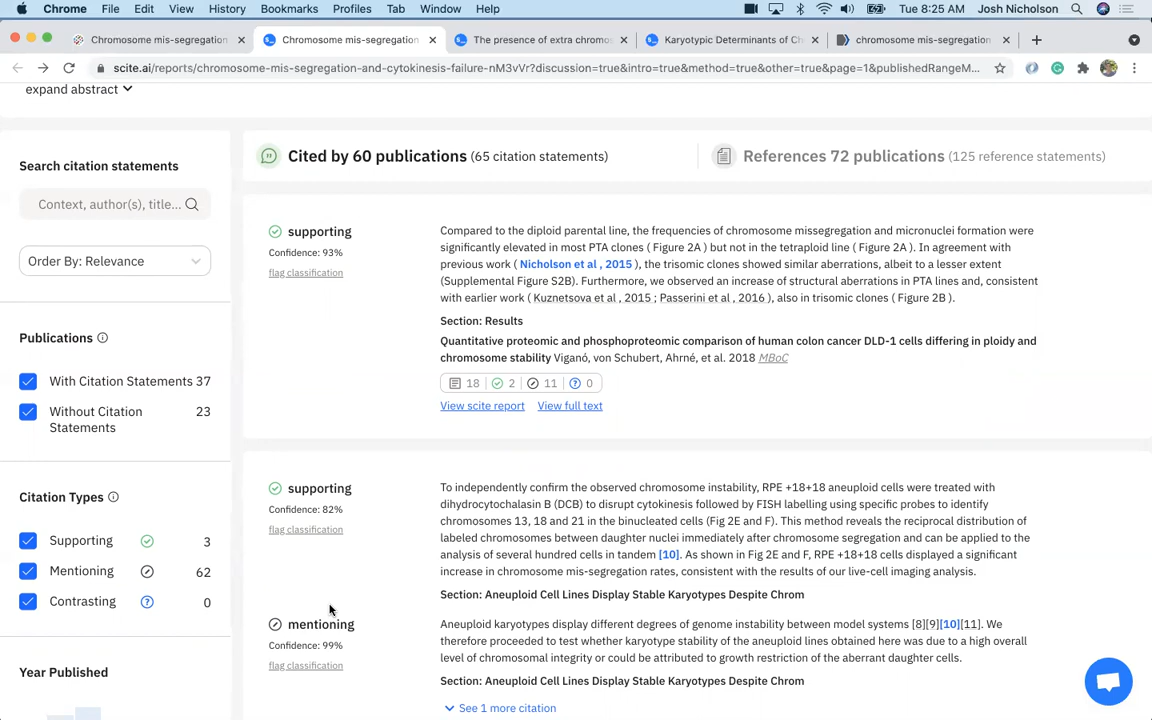 Chrome File Edit View History Bookmarks Profiles Tab Window Help Tue 8:25 AM Josh Nicholson
Chromosome mis-segregation Chromosome mis-segregation The presence of extra chromo Karyotypic Determinants of Ch chromosome mis-segregation
scite.ai/reports/chromosome-mis-segregation-and-cytokinesis-failure-nM3vVr?discussion=true&intro=true&method=true&other=true&page=1&publishedRangeM...
expand abstract
Search citation statements
Context, author(s), title...
Order By: Relevance
Publications
With Citation Statements 37
Without Citation Statements 23
Citation Types
Supporting 3
Mentioning 62
Contrasting 0
Year Published
Cited by 60 publications (65 citation statements)
References 72 publications (125 reference statements)
supporting
Confidence: 93%
flag classification
Compared to the diploid parental line, the frequencies of chromosome missegregation and micronuclei formation were
significantly elevated in most PTA clones ( Figure 2A ) but not in the tetraploid line ( Figure 2A ). In agreement with
previous work ( Nicholson et al , 2015 ), the trisomic clones showed similar aberrations, albeit to a lesser extent
(Supplemental Figure S2B). Furthermore, we observed an increase of structural aberrations in PTA lines and, consistent
with earlier work ( Kuznetsova et al , 2015 ; Passerini et al , 2016 ), also in trisomic clones ( Figure 2B ).
Section: Results
Quantitative proteomic and phosphoproteomic comparison of human colon cancer DLD-1 cells differing in ploidy and
chromosome stability Viganó, von Schubert, Ahrné, et al. 2018 MBoC
18 2 11 0
View scite report View full text
supporting
Confidence: 82%
flag classification
To independently confirm the observed chromosome instability, RPE +18+18 aneuploid cells were treated with
dihydrocytochalasin B (DCB) to disrupt cytokinesis followed by FISH labelling using specific probes to identify
chromosomes 13, 18 and 21 in the binucleated cells (Fig 2E and F). This method reveals the reciprocal distribution of
labeled chromosomes between daughter nuclei immediately after chromosome segregation and can be applied to the
analysis of several hundred cells in tandem [10]. As shown in Fig 2E and F, RPE +18+18 cells displayed a significant
increase in chromosome mis-segregation rates, consistent with the results of our live-cell imaging analysis.
Section: Aneuploid Cell Lines Display Stable Karyotypes Despite Chrom
mentioning
Confidence: 99%
flag classification
Aneuploid karyotypes display different degrees of genome instability between model systems [8][9][10][11]. We
therefore proceeded to test whether karyotype stability of the aneuploid lines obtained here was due to a high overall
level of chromosomal integrity or could be attributed to growth restriction of the aberrant daughter cells.
Section: Aneuploid Cell Lines Display Stable Karyotypes Despite Chrom
See 1 more citation